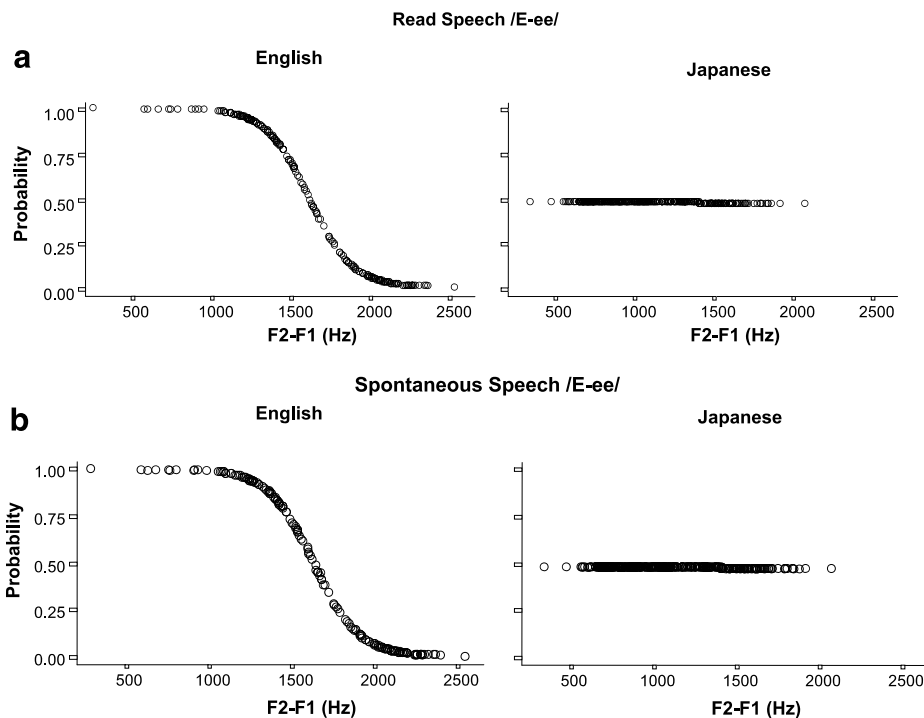 Read Speech /E-ee/
a
English
Japanese
1.00
0.75
0.50
0.25
0.00
Probability
500 1000 1500 2000 2500
F2-F1 (Hz)
500 1000 1500 2000 2500
F2-F1 (Hz)
Spontaneous Speech /E-ee/
b
English
Japanese
1.00
0.75
0.50
0.25
0.00
Probability
500 1000 1500 2000 2500
F2-F1 (Hz)
500 1000 1500 2000 2500
F2-F1 (Hz)